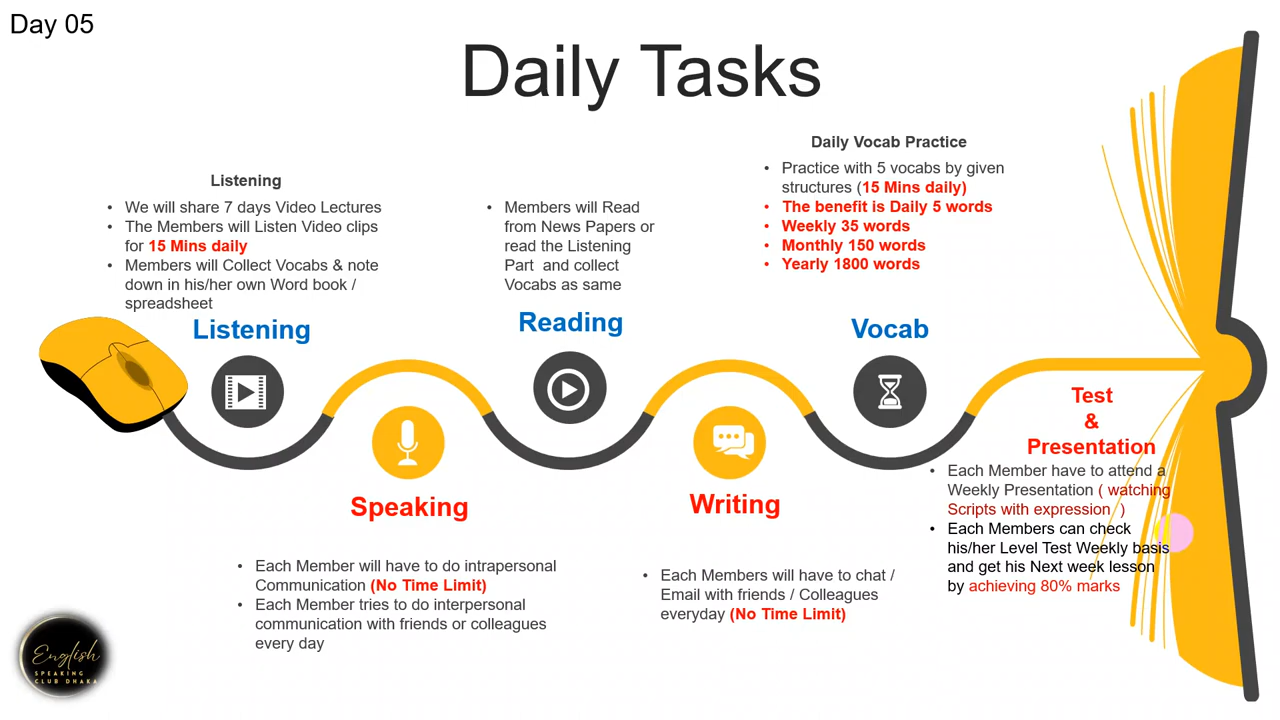 Day 05
Daily Tasks
Listening
• We will share 7 days Video Lectures
• The Members will Listen Video clips
for 15 Mins daily
• Members will Collect Vocabs & note
down in his/her own Word book /
spreadsheet
Listening
• Members will Read
from News Papers or
read the Listening
Part and collect
Vocabs as same
Reading
Daily Vocab Practice
• Practice with 5 vocabs by given
structures (15 Mins daily)
• The benefit is Daily 5 words
• Weekly 35 words
• Monthly 150 words
• Yearly 1800 words
Vocab
Speaking
• Each Member will have to do intrapersonal
Communication (No Time Limit)
• Each Member tries to do interpersonal
communication with friends or colleagues
every day
Writing
• Each Members will have to chat /
Email with friends / Colleagues
everyday (No Time Limit)
Test
&
Presentation
• Each Member have to attend a
Weekly Presentation ( watching
Scripts with expression )
• Each Members can check
his/her Level Test Weekly basis
and get his Next week lesson
by achieving 80% marks
English
SPEAKING
CLUB DHAKA